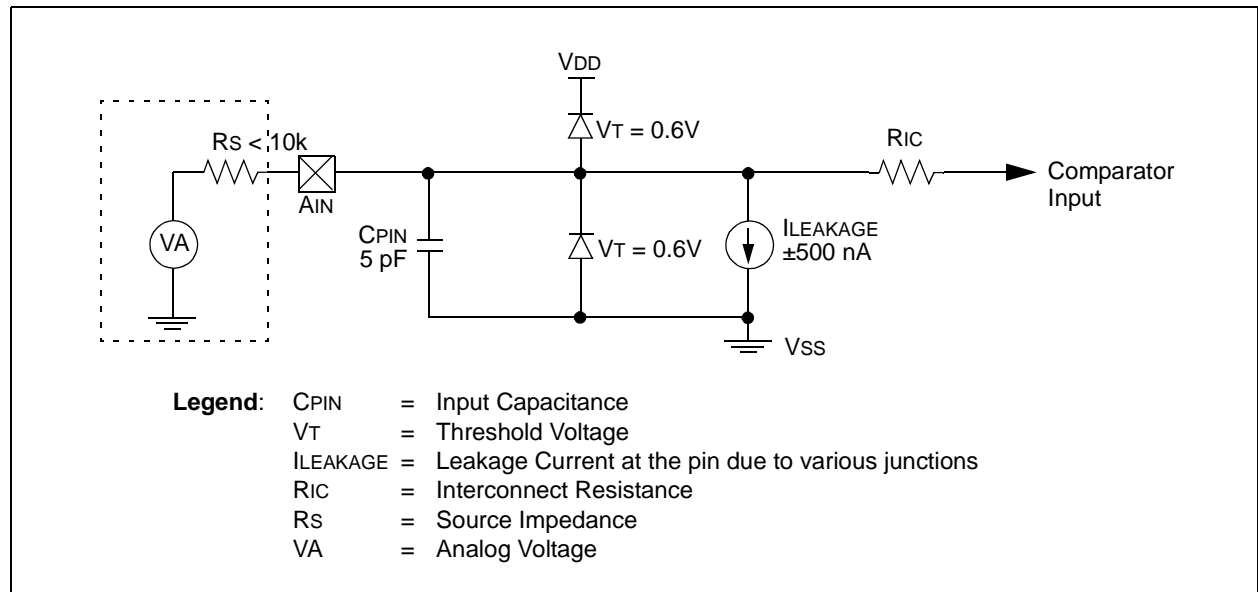 VDD
VT = 0.6V
RS < 10k
RIC
AIN
Comparator
Input
VA
CPIN
5 pF
VT = 0.6V
ILEAKAGE
±500 nA
VSS
Legend: CPIN = Input Capacitance
VT = Threshold Voltage
ILEAKAGE = Leakage Current at the pin due to various junctions
RIC = Interconnect Resistance
RS = Source Impedance
VA = Analog Voltage